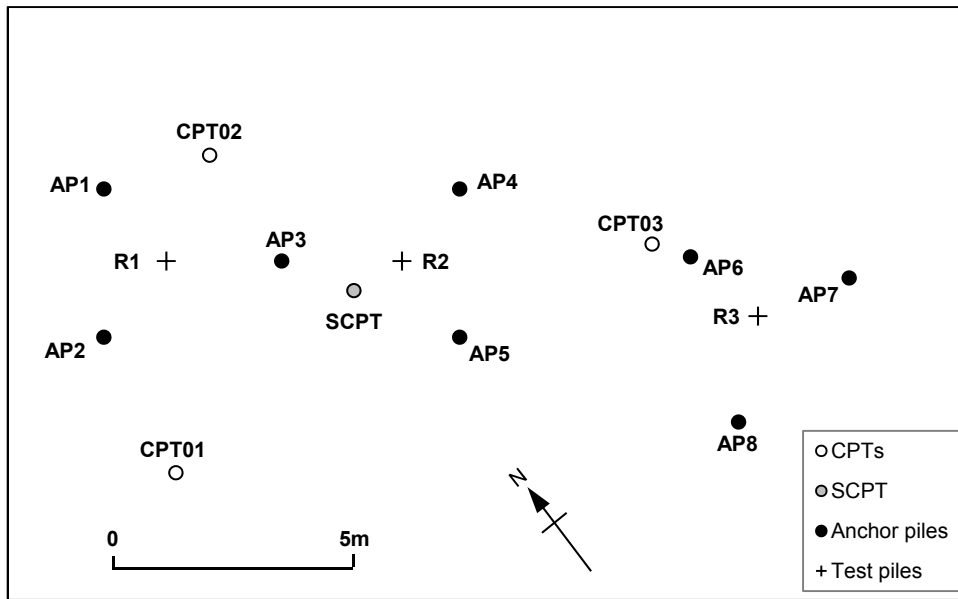 CPT02
AP1
AP4
CPT03
AP3
R1
R2
AP6
AP7
SCPT
R3
AP2
AP5
AP8
CPT01
N
0
5m
CPTs
SCPT
Anchor piles
Test piles